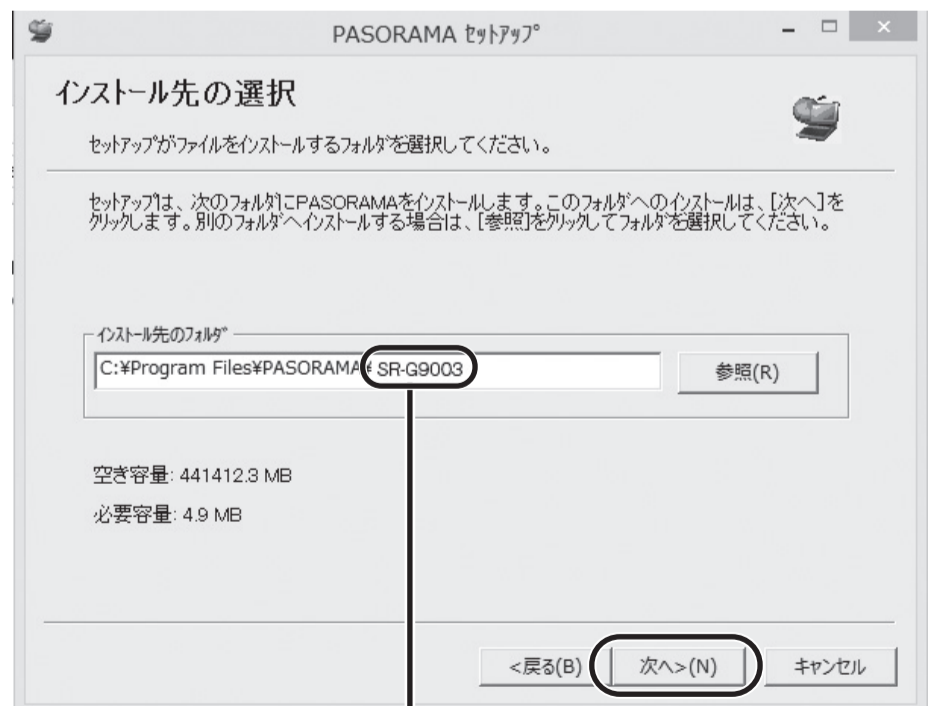 PASORAMA ｾｯﾄｱｯﾌﾟ
インストール先の選択
セットアップがファイルをインストールするフォルダを選択してください。
セットアップは、次のフォルダにPASORAMAをインストールします。このフォルダへのインストールは、[次へ]を
クリックします。別のフォルダへインストールする場合は、[参照]をクリックしてフォルダを選択してください。
インストール先のフォルダ
C:¥Program Files¥PASORAMA¥SR-G9003
参照(R)
空き容量: 441412.3 MB
必要容量: 4.9 MB
<戻る(B)
次へ>(N)
キャンセル